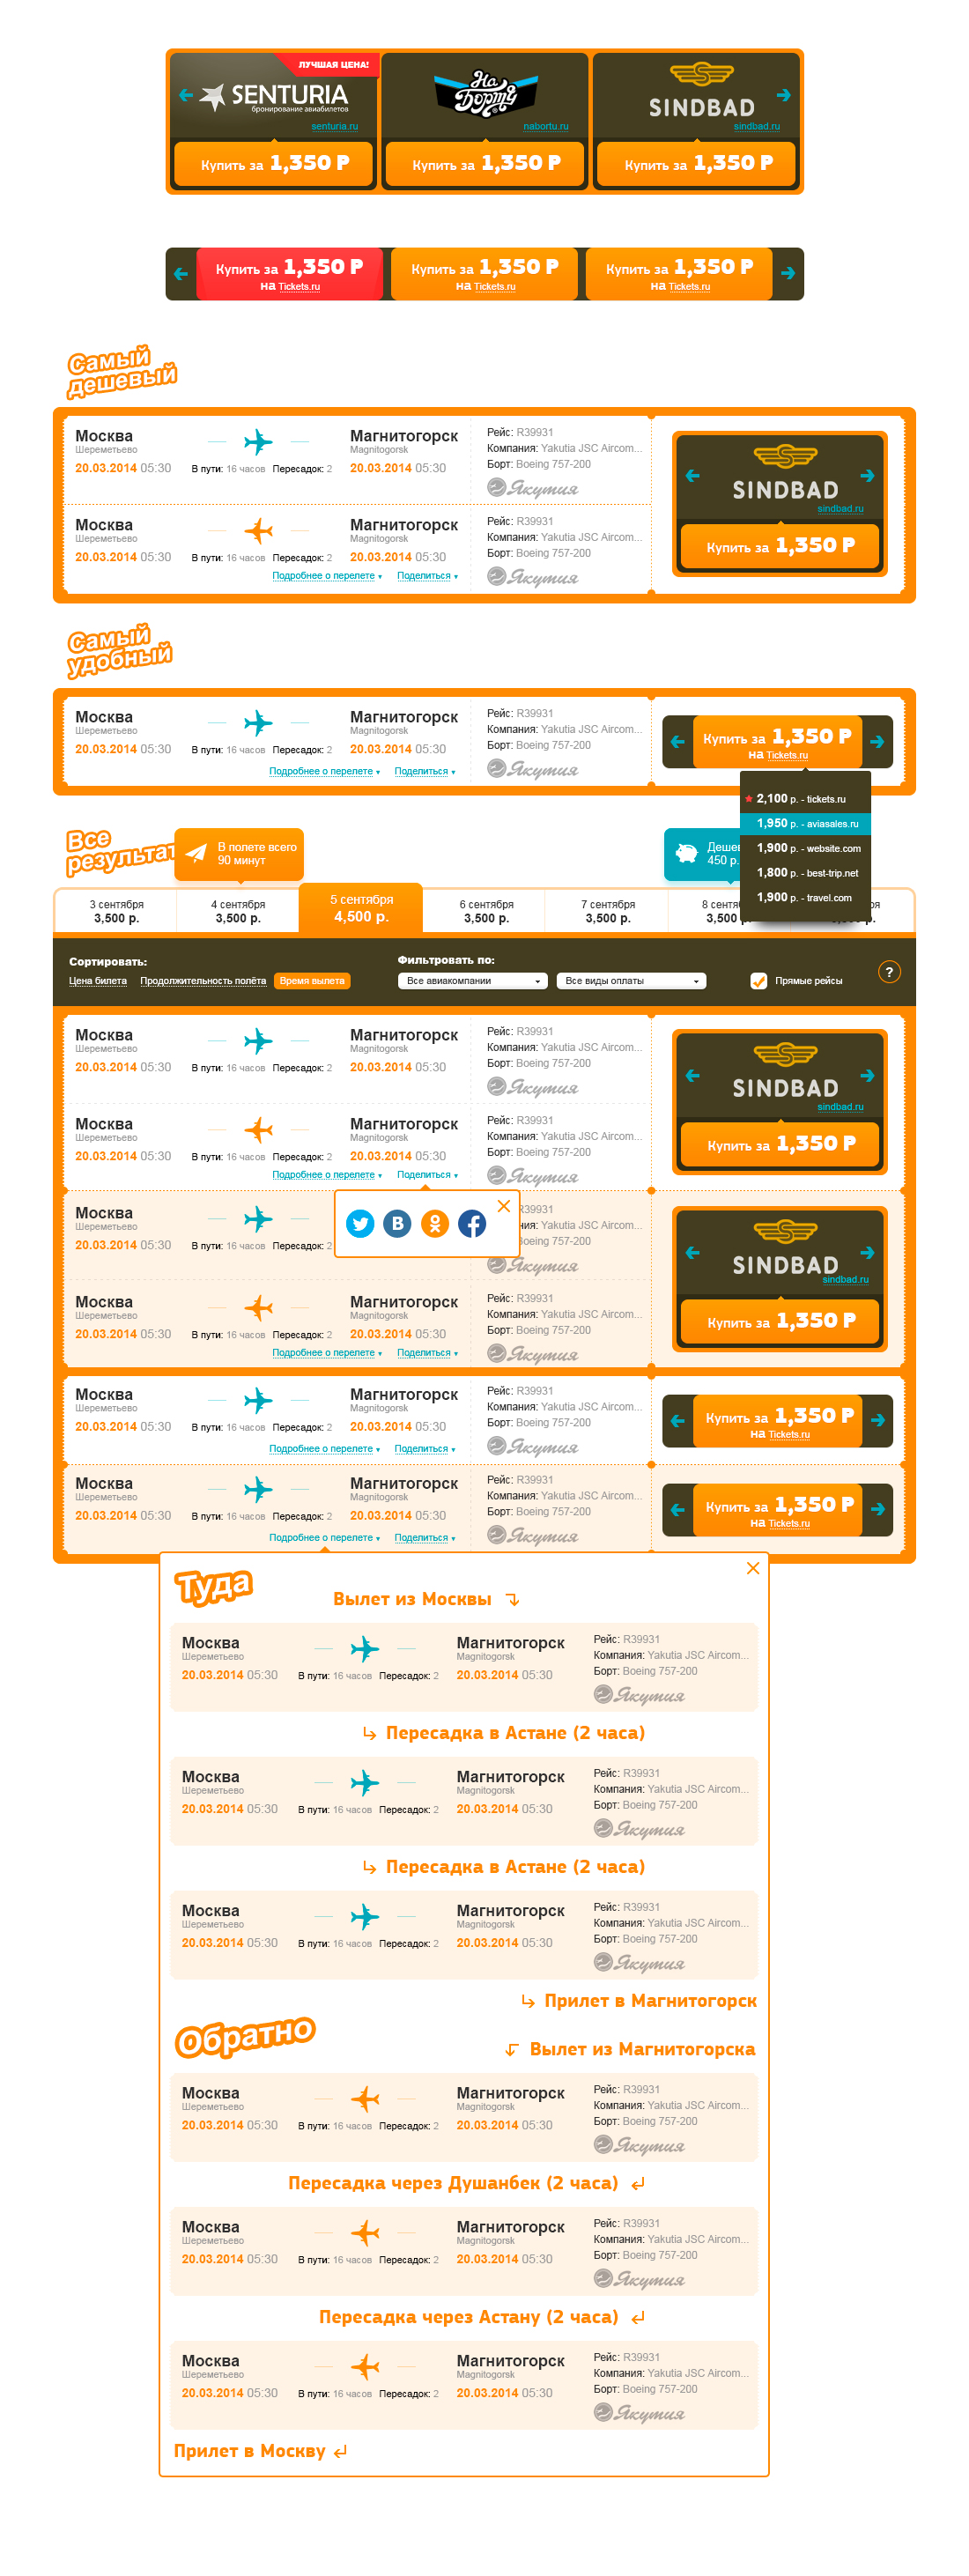 ЛУЧШАЯ ЦЕНА!
SENTURIA
бронирование авиабилетов
senturia.ru
На Борту
nabortu.ru
SINDBAD
sindbad.ru
Купить за 1,350 Р
Купить за 1,350 Р
Купить за 1,350 Р
Купить за 1,350 Р
на Tickets.ru
Купить за 1,350 Р
на Tickets.ru
Купить за 1,350 Р
на Tickets.ru
Самый
дешевый
Москва
Шереметьево
20.03.2014 05:30
В пути: 16 часов Пересадок: 2
Магнитогорск
Magnitogorsk
20.03.2014 05:30
Рейс: R39931
Компания: Yakutia JSC Aircom...
Борт: Boeing 757-200
Якутия
Москва
Шереметьево
20.03.2014 05:30
В пути: 16 часов Пересадок: 2
Магнитогорск
Magnitogorsk
20.03.2014 05:30
Подробнее о перелете Поделиться
Рейс: R39931
Компания: Yakutia JSC Aircom...
Борт: Boeing 757-200
Якутия
SINDBAD
sindbad.ru
Купить за 1,350 Р
Самый
удобный
Москва
Шереметьево
20.03.2014 05:30
В пути: 16 часов Пересадок: 2
Магнитогорск
Magnitogorsk
20.03.2014 05:30
Подробнее о перелете Поделиться
Рейс: R39931
Компания: Yakutia JSC Aircom...
Борт: Boeing 757-200
Якутия
Купить за 1,350 Р
на Tickets.ru
2,100 р. - tickets.ru
1,950 р. - aviasales.ru
1,900 р. - website.com
1,800 р. - best-trip.net
1,900 р. - travel.com
Все
результат
В полете всего
90 минут
Дешев
450 р.
3 сентября
3,500 р.
4 сентября
3,500 р.
5 сентября
4,500 р.
6 сентября
3,500 р.
7 сентября
3,500 р.
8 сентя
3,500
Сортировать:
Цена билета Продолжительность полёта Время вылета
Фильтровать по:
Все авиакомпании Все виды оплаты
Прямые рейсы
?
Москва
Шереметьево
20.03.2014 05:30
В пути: 16 часов Пересадок: 2
Магнитогорск
Magnitogorsk
20.03.2014 05:30
Рейс: R39931
Компания: Yakutia JSC Aircom...
Борт: Boeing 757-200
Якутия
Москва
Шереметьево
20.03.2014 05:30
В пути: 16 часов Пересадок: 2
Магнитогорск
Magnitogorsk
20.03.2014 05:30
Подробнее о перелете Поделиться
Рейс: R39931
Компания: Yakutia JSC Aircom...
Борт: Boeing 757-200
Якутия
SINDBAD
sindbad.ru
Купить за 1,350 Р
Москва
Шереметьево
20.03.2014 05:30
В пути: 16 часов Пересадок: 2
R39931
ния: Yakutia JSC Aircom...
Boeing 757-200
Якутия
Москва
Шереметьево
20.03.2014 05:30
В пути: 16 часов Пересадок: 2
Магнитогорск
Magnitogorsk
20.03.2014 05:30
Подробнее о перелете Поделиться
Рейс: R39931
Компания: Yakutia JSC Aircom...
Борт: Boeing 757-200
Якутия
SINDBAD
sindbad.ru
Купить за 1,350 Р
Москва
Шереметьево
20.03.2014 05:30
В пути: 16 часов Пересадок: 2
Магнитогорск
Magnitogorsk
20.03.2014 05:30
Подробнее о перелете Поделиться
Рейс: R39931
Компания: Yakutia JSC Aircom...
Борт: Boeing 757-200
Якутия
Купить за 1,350 Р
на Tickets.ru
Москва
Шереметьево
20.03.2014 05:30
В пути: 16 часов Пересадок: 2
Магнитогорск
Magnitogorsk
20.03.2014 05:30
Подробнее о перелете Поделиться
Рейс: R39931
Компания: Yakutia JSC Aircom...
Борт: Boeing 757-200
Якутия
Купить за 1,350 Р
на Tickets.ru
Туда
Вылет из Москвы
Москва
Шереметьево
20.03.2014 05:30
В пути: 16 часов Пересадок: 2
Магнитогорск
Magnitogorsk
20.03.2014 05:30
Рейс: R39931
Компания: Yakutia JSC Aircom...
Борт: Boeing 757-200
Якутия
Пересадка в Астане (2 часа)
Москва
Шереметьево
20.03.2014 05:30
В пути: 16 часов Пересадок: 2
Магнитогорск
Magnitogorsk
20.03.2014 05:30
Рейс: R39931
Компания: Yakutia JSC Aircom...
Борт: Boeing 757-200
Якутия
Пересадка в Астане (2 часа)
Москва
Шереметьево
20.03.2014 05:30
В пути: 16 часов Пересадок: 2
Магнитогорск
Magnitogorsk
20.03.2014 05:30
Рейс: R39931
Компания: Yakutia JSC Aircom...
Борт: Boeing 757-200
Якутия
Прилет в Магнитогорск
Обратно
Вылет из Магнитогорска
Москва
Шереметьево
20.03.2014 05:30
В пути: 16 часов Пересадок: 2
Магнитогорск
Magnitogorsk
20.03.2014 05:30
Рейс: R39931
Компания: Yakutia JSC Aircom...
Борт: Boeing 757-200
Якутия
Пересадка через Душанбек (2 часа)
Москва
Шереметьево
20.03.2014 05:30
В пути: 16 часов Пересадок: 2
Магнитогорск
Magnitogorsk
20.03.2014 05:30
Рейс: R39931
Компания: Yakutia JSC Aircom...
Борт: Boeing 757-200
Якутия
Пересадка через Астану (2 часа)
Москва
Шереметьево
20.03.2014 05:30
В пути: 16 часов Пересадок: 2
Магнитогорск
Magnitogorsk
20.03.2014 05:30
Рейс: R39931
Компания: Yakutia JSC Aircom...
Борт: Boeing 757-200
Якутия
Прилет в Москву